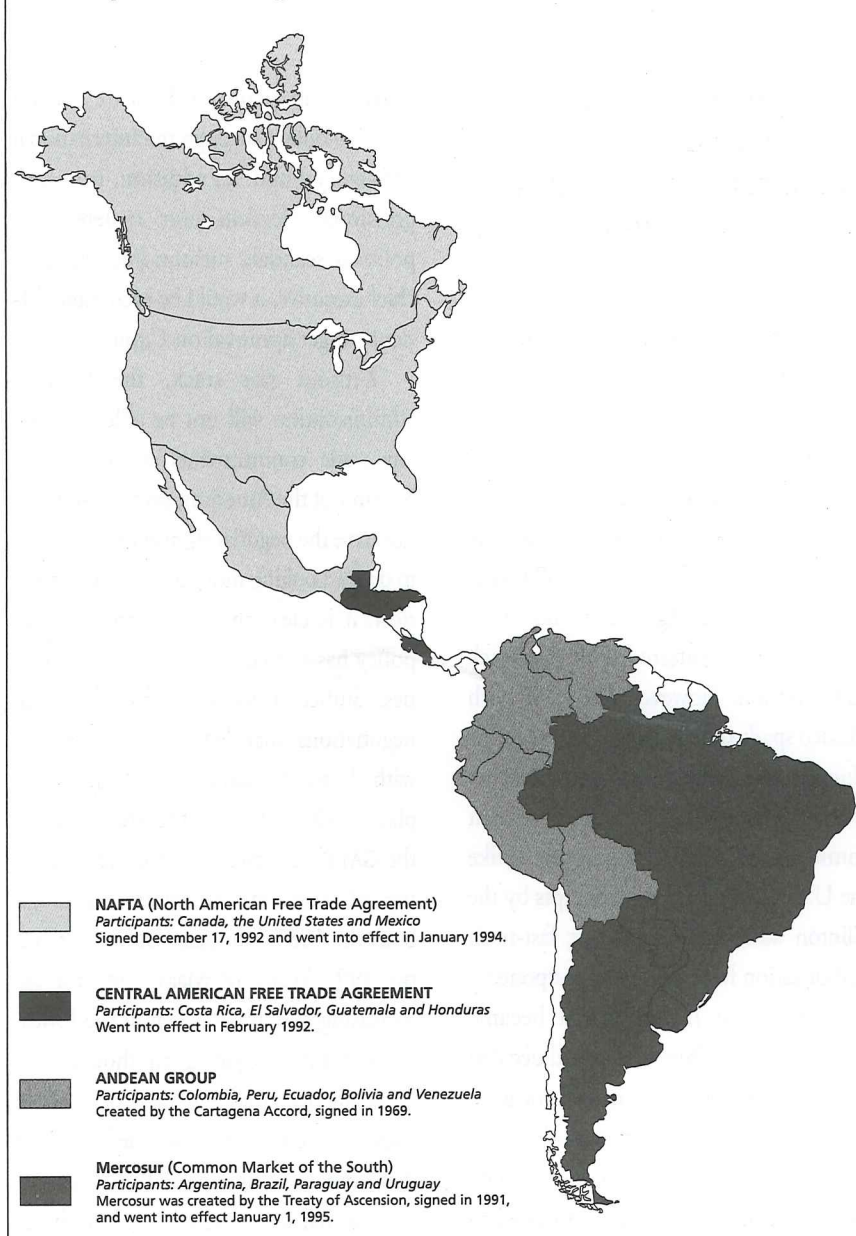 NAFTA (North American Free Trade Agreement)
Participants: Canada, the United States and Mexico
Signed December 17, 1992 and went into effect in January 1994.
CENTRAL AMERICAN FREE TRADE AGREEMENT
Participants: Costa Rica, El Salvador, Guatemala and Honduras
Went into effect in February 1992.
ANDEAN GROUP
Participants: Colombia, Peru, Ecuador, Bolivia and Venezuela
Created by the Cartagena Accord, signed in 1969.
Mercosur (Common Market of the South)
Participants: Argentina, Brazil, Paraguay and Uruguay
Mercosur was created by the Treaty of Ascension, signed in 1991,
and went into effect January 1, 1995.